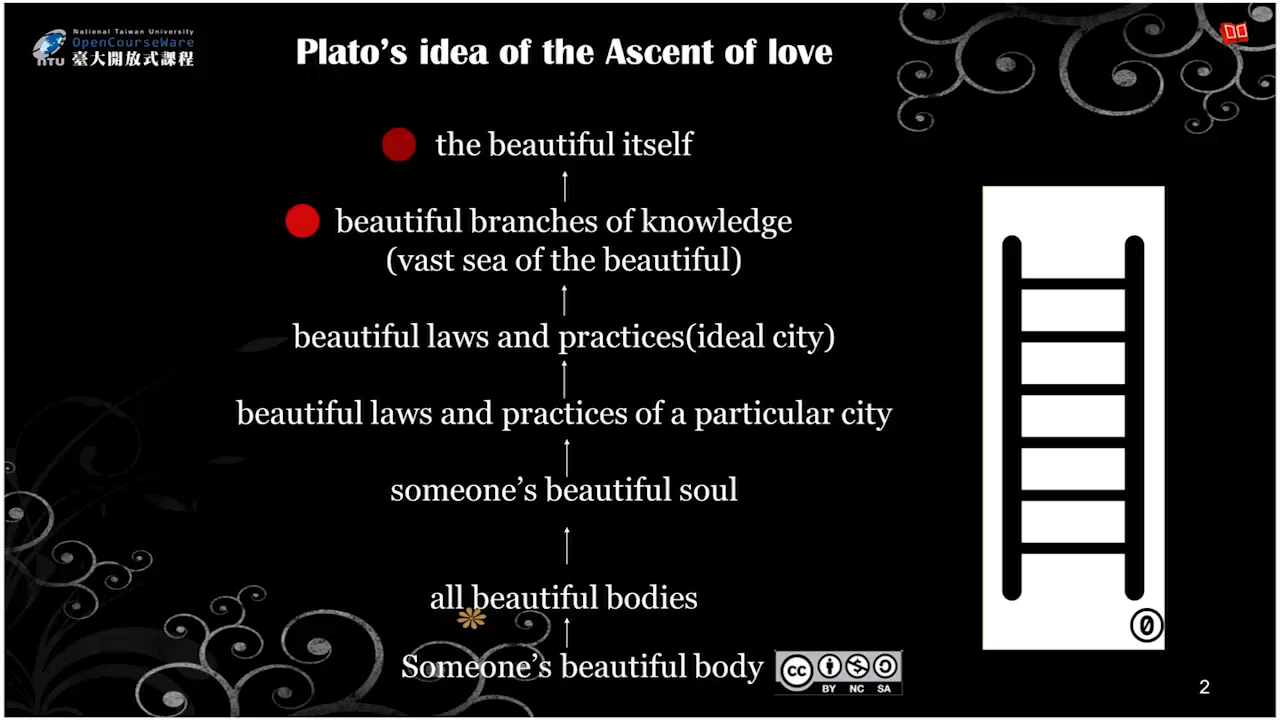 National Taiwan University
OpenCourseWare
NTU 臺大開放式課程
Plato's idea of the Ascent of love
the beautiful itself
beautiful branches of knowledge
(vast sea of the beautiful)
beautiful laws and practices(ideal city)
beautiful laws and practices of a particular city
someone's beautiful soul
all beautiful bodies
Someone's beautiful body
cc
BY NC SA
0
2